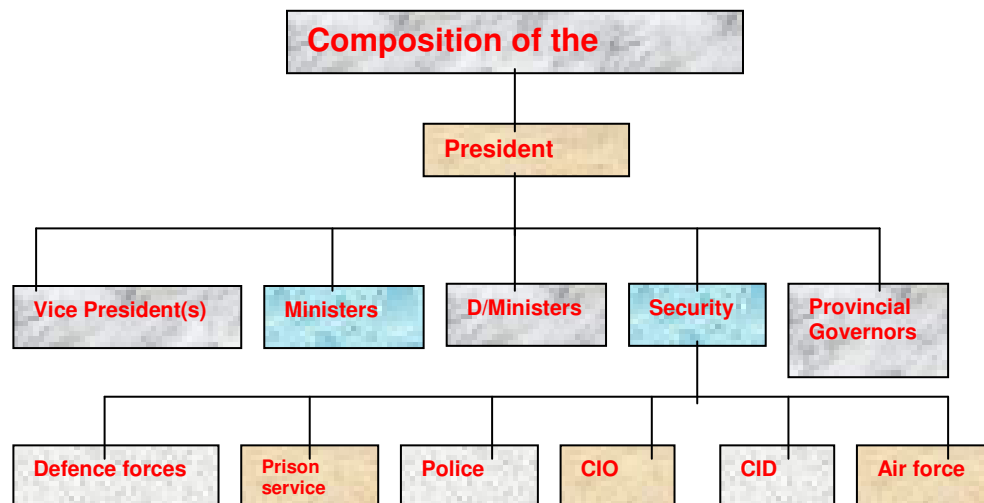 Composition of the
President
Vice President(s)
Ministers
D/Ministers
Security
Provincial
Governors
Defence forces
Prison
service
Police
CIO
CID
Air force